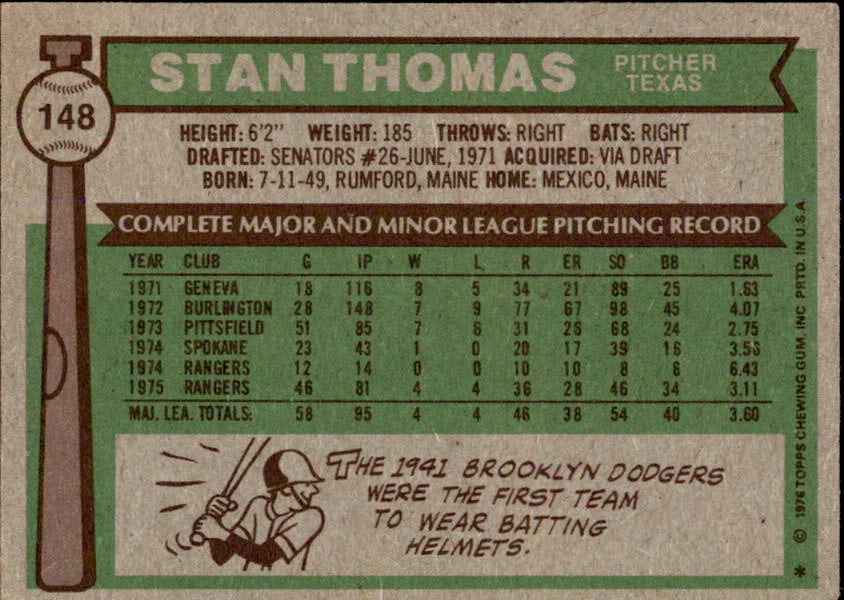 148
STAN THOMAS
PITCHER
TEXAS
HEIGHT: 6'2" WEIGHT: 185 THROWS: RIGHT BATS: RIGHT
DRAFTED: SENATORS #26-JUNE, 1971 ACQUIRED: VIA DRAFT
BORN: 7-11-49, RUMFORD, MAINE HOME: MEXICO, MAINE
COMPLETE MAJOR AND MINOR LEAGUE PITCHING RECORD
YEAR CLUB G IP W L R ER SO BB ERA
1971 GENEVA 18 116 8 5 34 21 89 25 1.63
1972 BURLINGTON 28 148 7 9 77 67 98 45 4.07
1973 PITTSFIELD 51 85 7 6 31 26 68 24 2.75
1974 SPOKANE 23 43 1 0 20 17 39 16 3.56
1974 RANGERS 12 14 0 0 10 10 8 6 6.43
1975 RANGERS 46 81 4 4 36 28 46 34 3.11
MAJ. LEA. TOTALS: 58 95 4 4 46 38 54 40 3.60
THE 1941 BROOKLYN DODGERS
WERE THE FIRST TEAM
TO WEAR BATTING
HELMETS.
* © 1976 TOPPS CHEWING GUM, INC. PRTD. IN U.S.A.